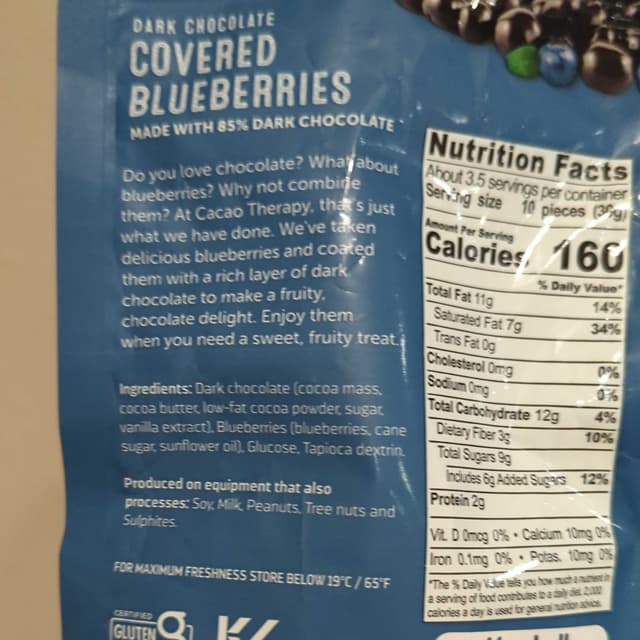 DARK CHOCOLATE
COVERED
BLUEBERRIES
MADE WITH 85% DARK CHOCOLATE
Do you love chocolate? What about
blueberries? Why not combine
them? At Cacao Therapy, that's just
what we have done. We've taken
delicious blueberries and coated
them with a rich layer of dark
chocolate to make a fruity,
chocolate delight. Enjoy them
when you need a sweet, fruity treat.
Ingredients: Dark chocolate (cocoa mass,
cocoa butter, low-fat cocoa powder, sugar,
vanilla extract), Blueberries (blueberries, cane
sugar, sunflower oil), Glucose, Tapioca dextrin.
Produced on equipment that also
processes: Soy, Milk, Peanuts, Tree nuts and
Sulphites.
FOR MAXIMUM FRESHNESS STORE BELOW 19°C / 65°F
CERTIFIED
GLUTEN
Nutrition Facts
About 3.5 servings per container
Serving size 10 pieces
Amount Per Serving
Calories 160
% Daily Value*
Total Fat 11g 14%
Saturated Fat 7g 34%
Trans Fat 0g
Cholesterol 0mg 0%
Sodium 0mg 0%
Total Carbohydrate 12g 4%
Dietary Fiber 3g 10%
Total Sugars 9g
Includes 6g Added Sugars 12%
Protein 2g
Vit. D 0mcg 0% • Calcium 10mg 0%
Iron 0.1mg 0% • Potas. 10mg 0%
*The % Daily Value tells you how much a nutrient in
a serving of food contributes to a daily diet. 2,000
calories a day is used for general nutrition advice.